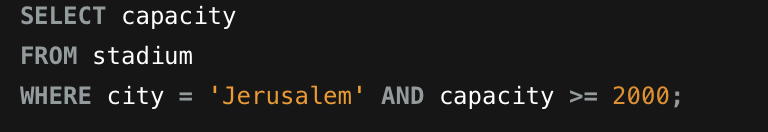 SELECT capacity
FROM stadium
WHERE city = 'Jerusalem' AND capacity >= 2000;